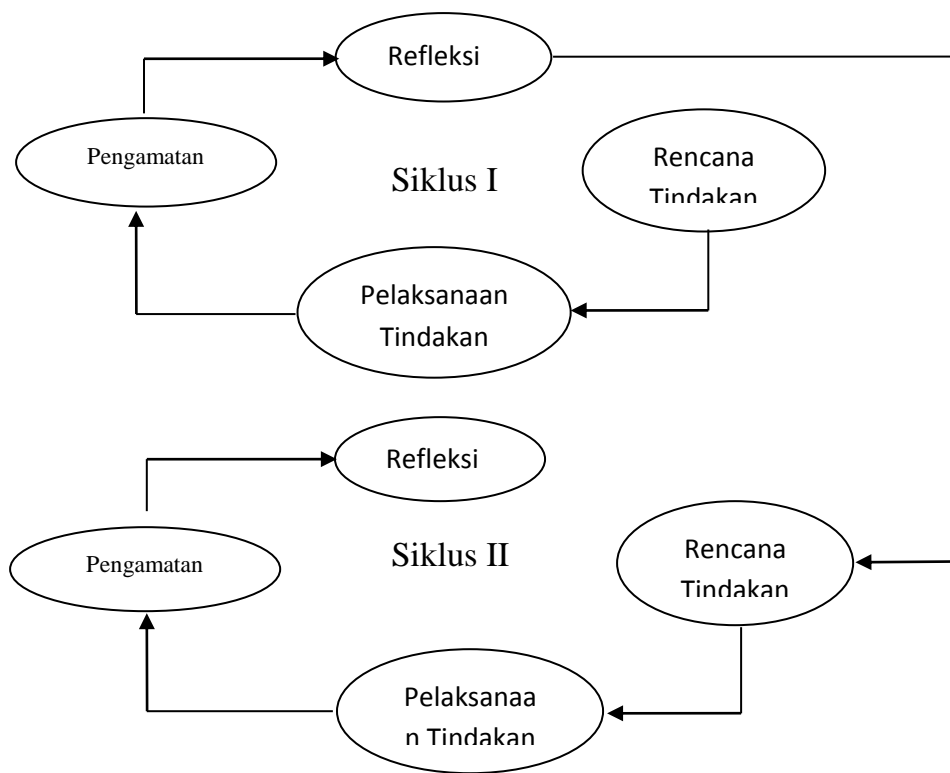 Refleksi
Pengamatan
Siklus I
Rencana
Tindakan
Pelaksanaan
Tindakan
Refleksi
Pengamatan
Siklus II
Rencana
Tindakan
Pelaksanaa
n Tindakan